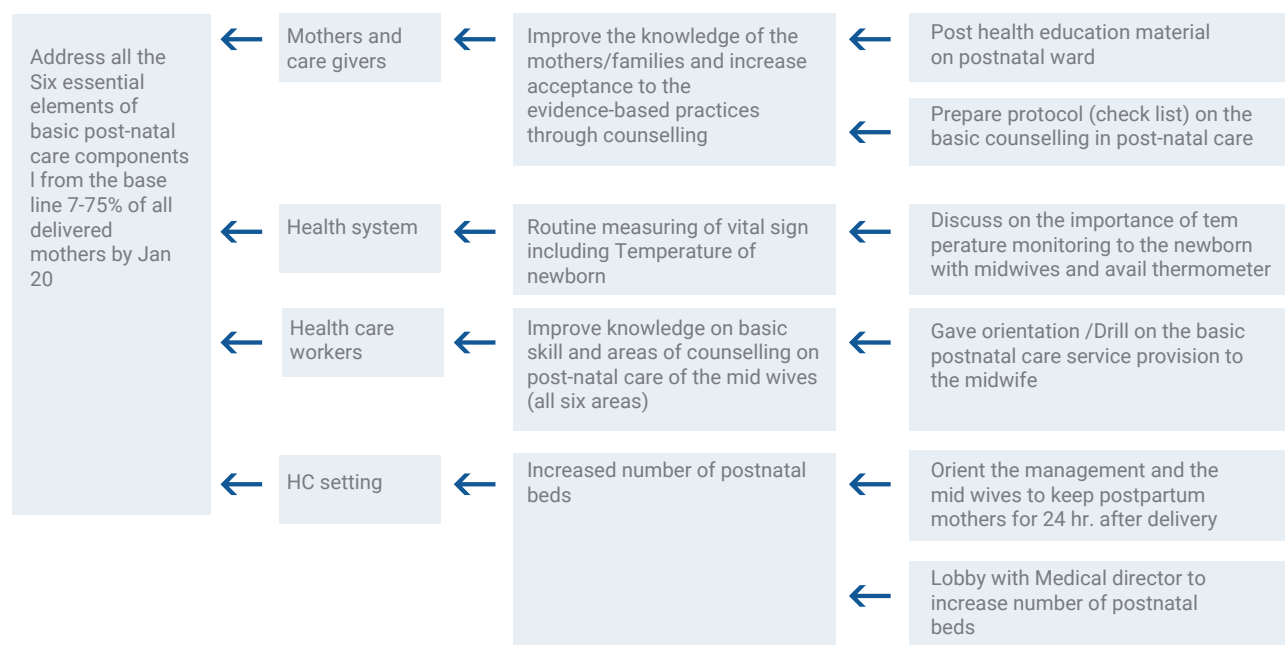 Address all the
Six essential
elements of
basic post-natal
care components
l from the base
line 7-75% of all
delivered
mothers by Jan
20
Mothers and
care givers
Improve the knowledge of the
mothers/families and increase
acceptance to the
evidence-based practices
through counselling
Post health education material
on postnatal ward
Prepare protocol (check list) on the
basic counselling in post-natal care
Health system
Routine measuring of vital sign
including Temperature of
newborn
Discuss on the importance of tem
perature monitoring to the newborn
with midwives and avail thermometer
Health care
workers
Improve knowledge on basic
skill and areas of counselling on
post-natal care of the mid wives
(all six areas)
Gave orientation /Drill on the basic
postnatal care service provision to
the midwife
HC setting
Increased number of postnatal
beds
Orient the management and the
mid wives to keep postpartum
mothers for 24 hr. after delivery
Lobby with Medical director to
increase number of postnatal
beds